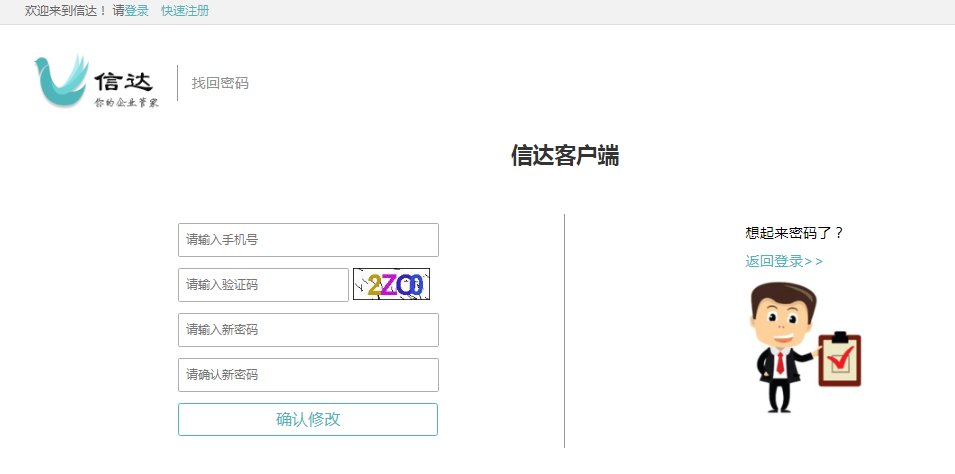 欢迎来到信达！ 请登录 快速注册
信达
你的企业管家
找回密码
信达客户端
请输入手机号
请输入验证码
2ZOO
请输入新密码
请确认新密码
确认修改
想起来密码了？
返回登录>>